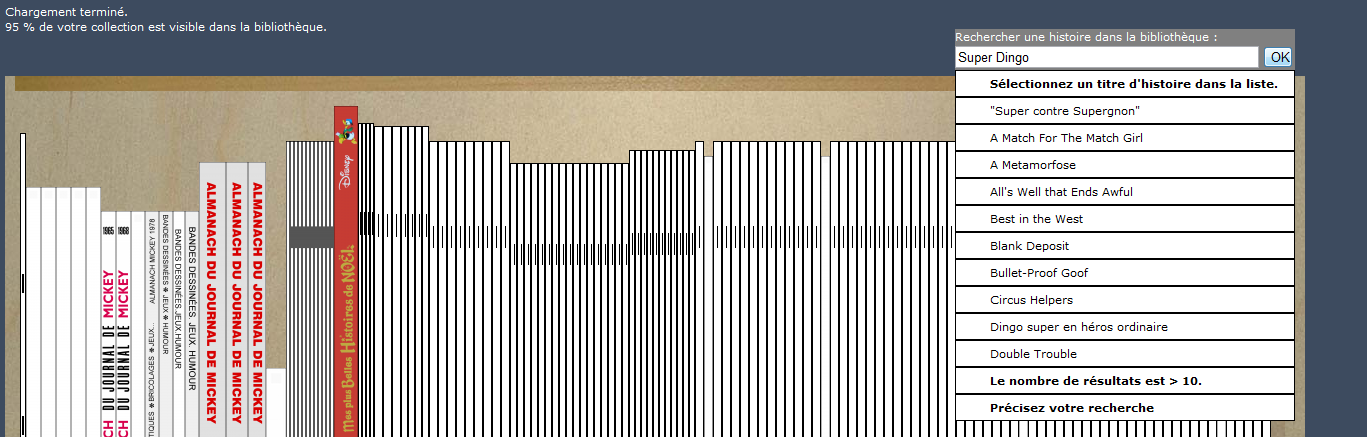 Chargement terminé.
95 % de votre collection est visible dans la bibliothèque.
Rechercher une histoire dans la bibliothèque :
Super Dingo
OK
Sélectionnez un titre d'histoire dans la liste.
"Super contre Supergnon"
A Match For The Match Girl
A Metamorfose
All's Well that Ends Awful
Best in the West
Blank Deposit
Bullet-Proof Goof
Circus Helpers
Dingo super en héros ordinaire
Double Trouble
Le nombre de résultats est > 10.
Précisez votre recherche
1965
CH DU JOURNAL DE MICKEY
1968
CH DU JOURNAL DE MICKEY
ALMANACH MICKEY 1978
TIQUES ✱ BRICOLAGES ✱ JEUX
BANDES DESSINÉES ✱ JEUX ✱ HUMOUR
BANDES DESSINÉES. JEUX. HUMOUR
BANDES DESSINÉES. JEUX. HUMOUR
ALMANACH DU JOURNAL DE MICKEY
ALMANACH DU JOURNAL DE MICKEY
ALMANACH DU JOURNAL DE MICKEY
Disney
Mes plus Belles Histoires de NOËL